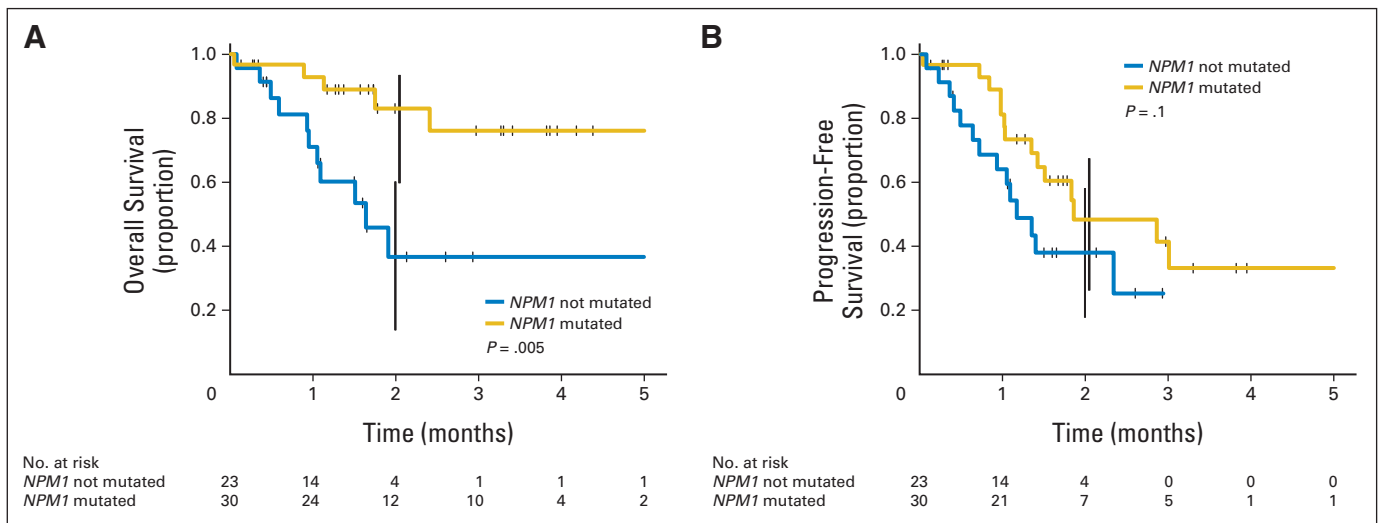 A
Overall Survival
(proportion)
1.0
0.8
0.6
0.4
0.2
0 1 2 3 4 5
Time (months)
NPM1 not mutated
NPM1 mutated
P = .005
No. at risk
NPM1 not mutated 23 14 4 1 1 1
NPM1 mutated 30 24 12 10 4 2
B
Progression-Free
Survival (proportion)
1.0
0.8
0.6
0.4
0.2
0 1 2 3 4 5
Time (months)
NPM1 not mutated
NPM1 mutated
P = .1
No. at risk
NPM1 not mutated 23 14 4 0 0 0
NPM1 mutated 30 21 7 5 1 1